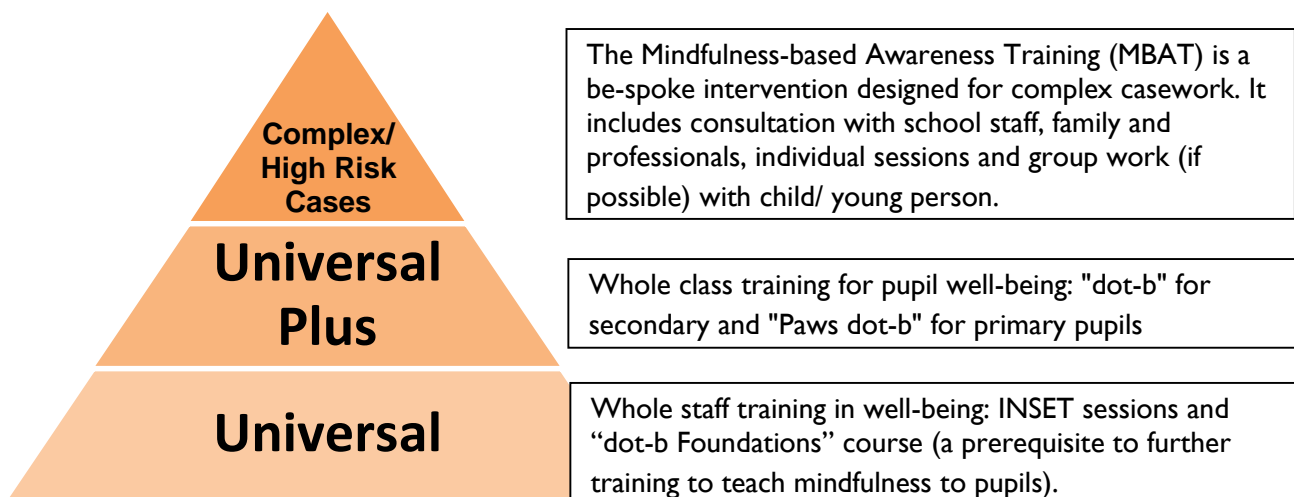 Complex/
High Risk
Cases
The Mindfulness-based Awareness Training (MBAT) is a
be-spoke intervention designed for complex casework. It
includes consultation with school staff, family and
professionals, individual sessions and group work (if
possible) with child/ young person.
Universal
Plus
Whole class training for pupil well-being: "dot-b" for
secondary and "Paws dot-b" for primary pupils
Universal
Whole staff training in well-being: INSET sessions and
“dot-b Foundations” course (a prerequisite to further
training to teach mindfulness to pupils).